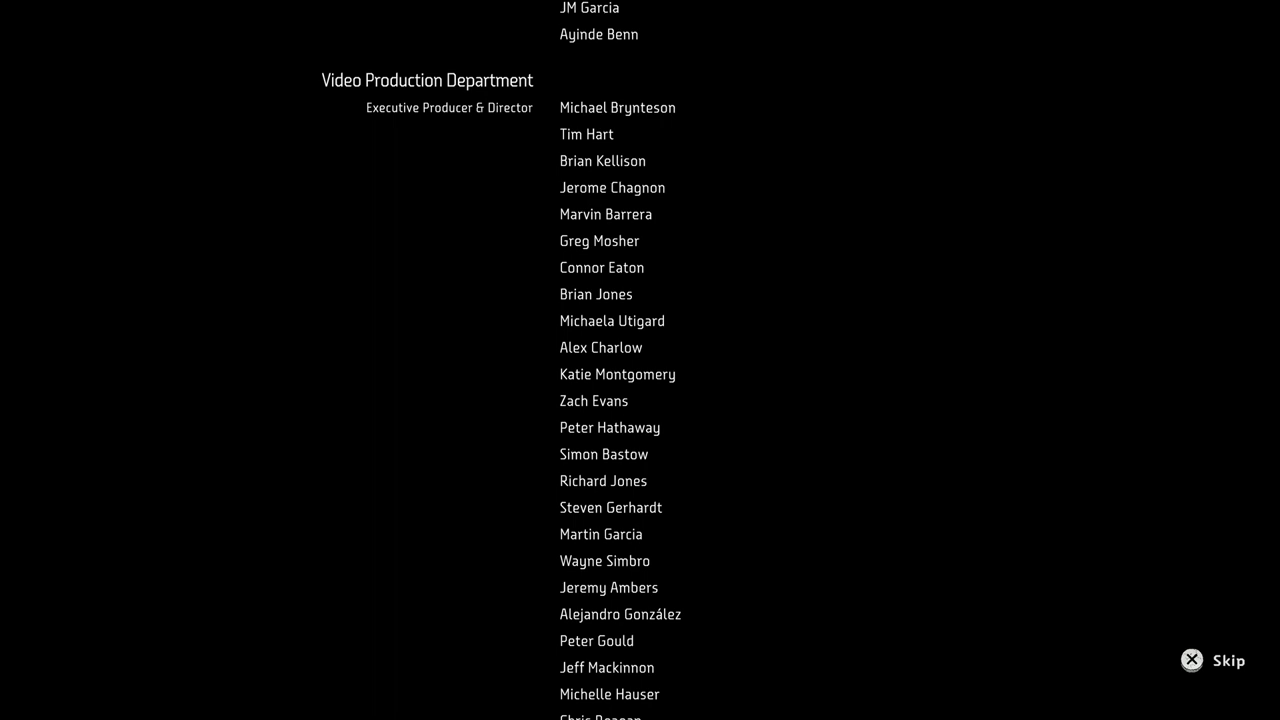 JM Garcia
Ayinde Benn
Video Production Department
Executive Producer & Director Michael Brynteson
Tim Hart
Brian Kellison
Jerome Chagnon
Marvin Barrera
Greg Mosher
Connor Eaton
Brian Jones
Michaela Utigard
Alex Charlow
Katie Montgomery
Zach Evans
Peter Hathaway
Simon Bastow
Richard Jones
Steven Gerhardt
Martin Garcia
Wayne Simbro
Jeremy Ambers
Alejandro González
Peter Gould
Jeff Mackinnon
Skip
Michelle Hauser